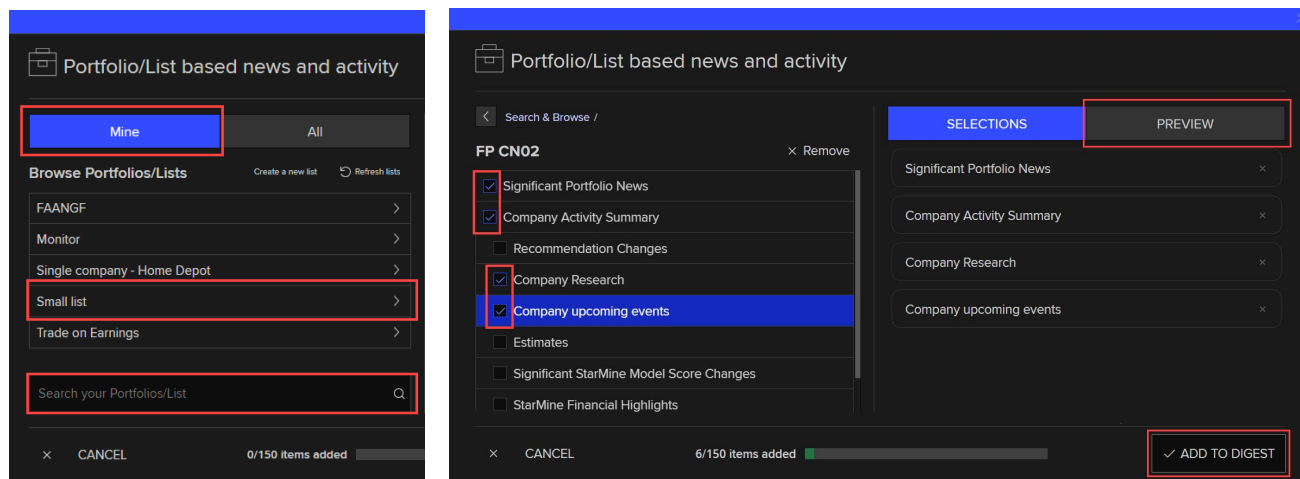 Portfolio/List based news and activity
Mine
All
Browse Portfolios/Lists
Create a new list
Refresh lists
FAANGF
Monitor
Single company - Home Depot
Small list
Trade on Earnings
Search your Portfolios/List
CANCEL
0/150 items added
Portfolio/List based news and activity
Search & Browse /
FP CN02
Remove
Significant Portfolio News
Company Activity Summary
Recommendation Changes
Company Research
Company upcoming events
Estimates
Significant StarMine Model Score Changes
StarMine Financial Highlights
SELECTIONS
PREVIEW
Significant Portfolio News
Company Activity Summary
Company Research
Company upcoming events
CANCEL
6/150 items added
ADD TO DIGEST